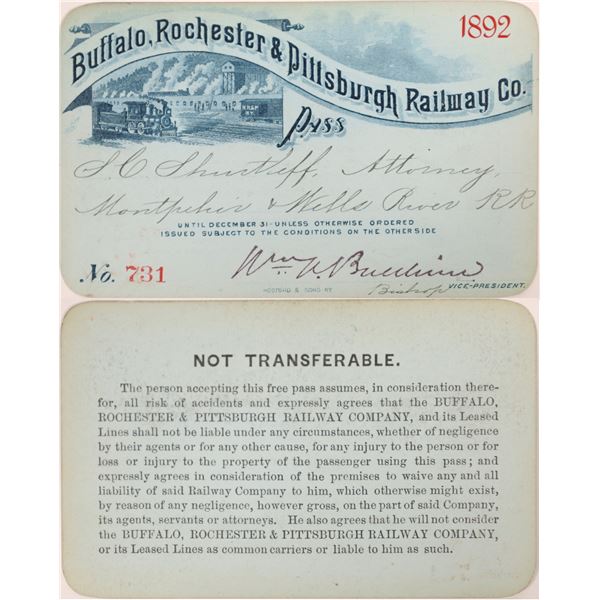 1892
Buffalo, Rochester & Pittsburgh Railway Co.
Pass
S. C. Shurtleff, Attorney,
Montpelier & Wells River RR
UNTIL DECEMBER 31-UNLESS OTHERWISE ORDERED
ISSUED SUBJECT TO THE CONDITIONS ON THE OTHER SIDE
No. 731
Wm.
HOSFORD & SONS NY
Bishop
VICE-PRESIDENT.
NOT TRANSFERABLE.
The person accepting this free pass assumes, in consideration there-
for, all risk of accidents and expressly agrees that the BUFFALO,
ROCHESTER & PITTSBURGH RAILWAY COMPANY, and its Leased
Lines shall not be liable under any circumstances, whether of negligence
by their agents or for any other cause, for any injury to the person or for
loss or injury to the property of the passenger using this pass; and
expressly agrees in consideration of the premises to waive any and all
liability of said Railway Company to him, which otherwise might exist,
by reason of any negligence, however gross, on the part of said Company,
its agents, servants or attorneys. He also agrees that he will not consider
the BUFFALO, ROCHESTER & PITTSBURGH RAILWAY COMPANY,
or its Leased Lines as common carriers or liable to him as such.